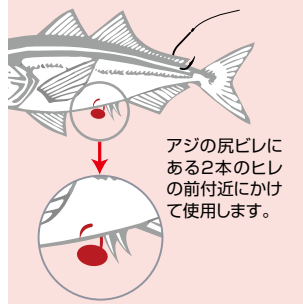 アジの尻ビレに
ある2本のヒレ
の前付近にかけ
て使用します。